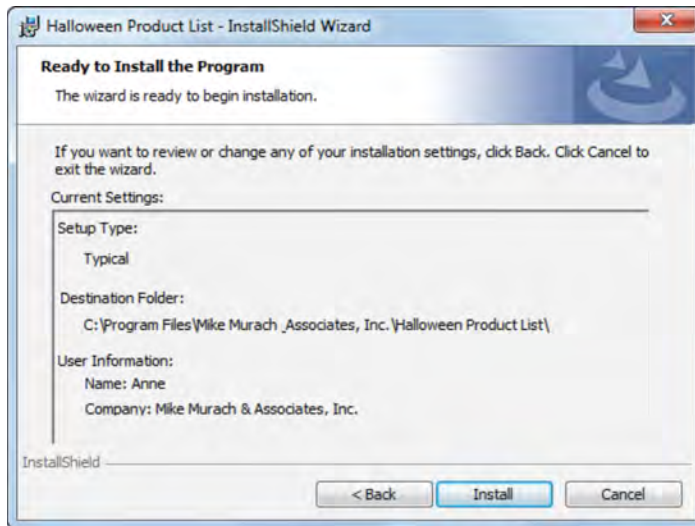 Halloween Product List - InstallShield Wizard
Ready to Install the Program
The wizard is ready to begin installation.
If you want to review or change any of your installation settings, click Back. Click Cancel to
exit the wizard.
Current Settings:
Setup Type:
Typical
Destination Folder:
C:\Program Files\Mike Murach _Associates, Inc.\Halloween Product List\
User Information:
Name: Anne
Company: Mike Murach & Associates, Inc.
InstallShield
< Back Install Cancel